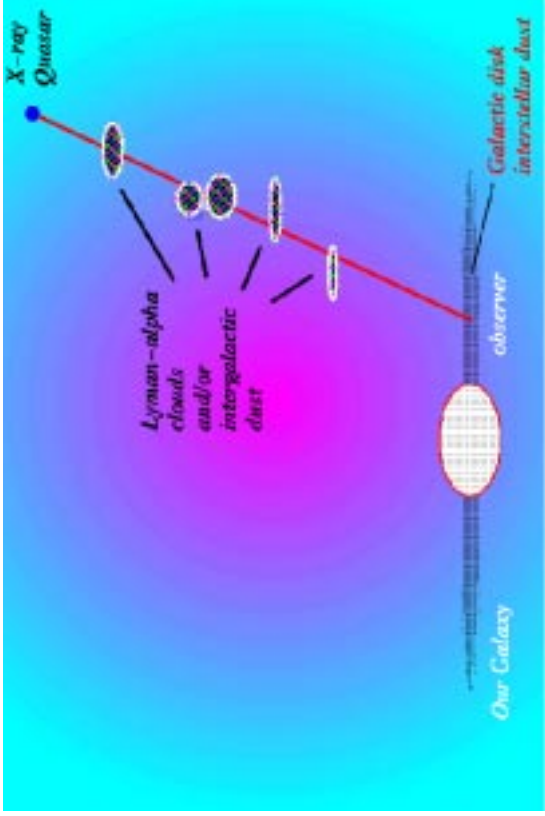 X-ray
Quasar
Lyman-alpha
clouds
and/or
intergalactic
dust
Galactic disk
interstellar dust
observer
Our Galaxy